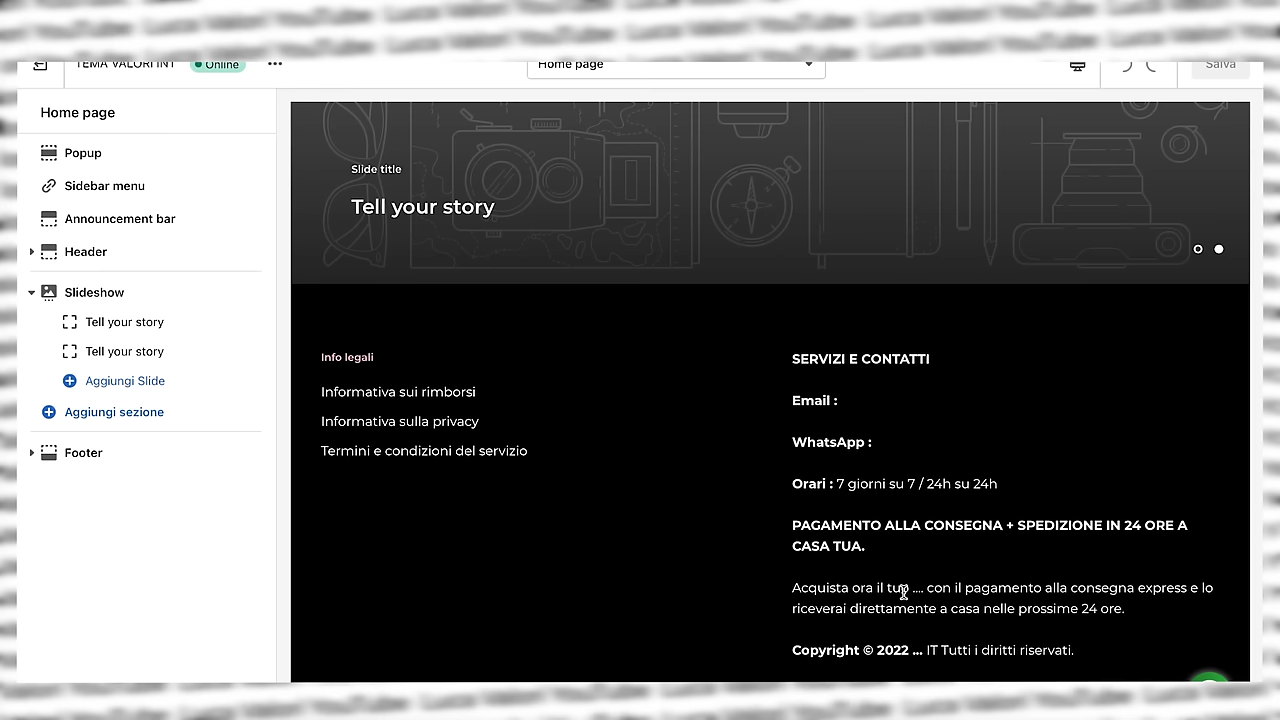 TEMA VALORI INT
Online
Home page
Salva
Home page
Popup
Sidebar menu
Announcement bar
Header
Slideshow
Tell your story
Tell your story
Aggiungi Slide
Aggiungi sezione
Footer
Slide title
Tell your story
Info legali
Informativa sui rimborsi
Informativa sulla privacy
Termini e condizioni del servizio
SERVIZI E CONTATTI
Email :
WhatsApp :
Orari : 7 giorni su 7 / 24h su 24h
PAGAMENTO ALLA CONSEGNA + SPEDIZIONE IN 24 ORE A
CASA TUA.
Acquista ora il tuo .... con il pagamento alla consegna express e lo
riceverai direttamente a casa nelle prossime 24 ore.
Copyright © 2022 ... IT Tutti i diritti riservati.